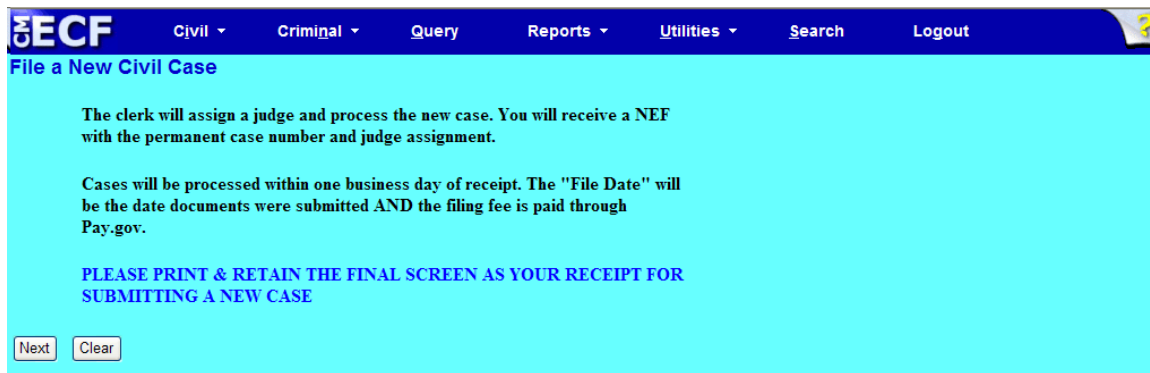 CM ECF Civil Criminal Query Reports Utilities Search Logout ?
File a New Civil Case
The clerk will assign a judge and process the new case. You will receive a NEF
with the permanent case number and judge assignment.
Cases will be processed within one business day of receipt. The "File Date" will
be the date documents were submitted AND the filing fee is paid through
Pay.gov.
PLEASE PRINT & RETAIN THE FINAL SCREEN AS YOUR RECEIPT FOR
SUBMITTING A NEW CASE
Next Clear